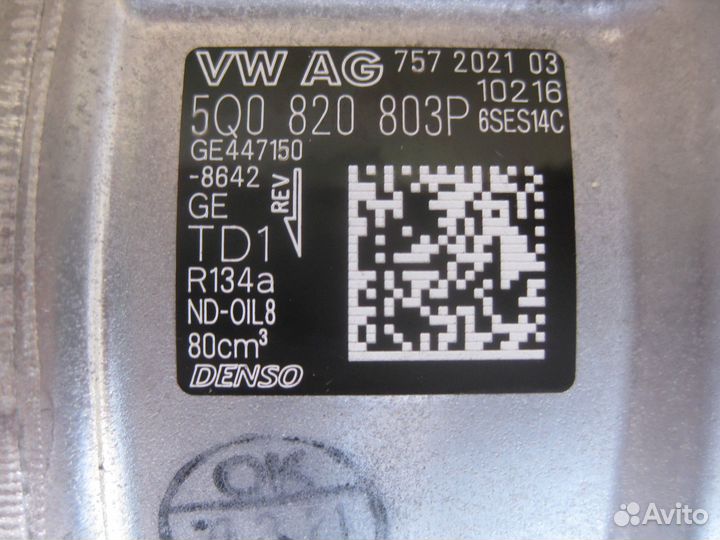 VW AG 757 2021 03
10216
5Q0 820 803P 6SES14C
GE447150
-8642
REV
GE
TD1
R134a
ND-OIL8
80cm³
DENSO
OK
Avito